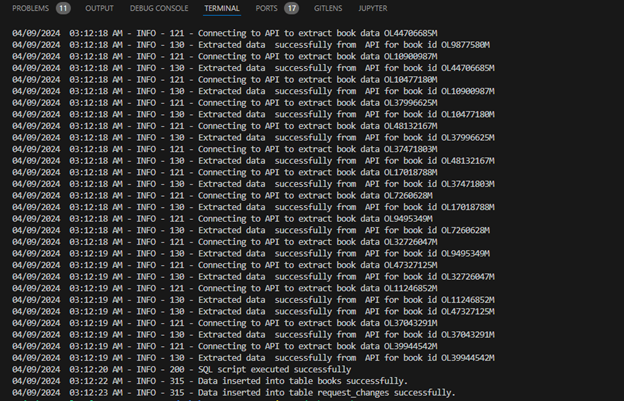 PROBLEMS 11 OUTPUT DEBUG CONSOLE TERMINAL PORTS 17 GITLENS JUPYTER
04/09/2024 03:12:18 AM - INFO - 121 - Connecting to API to extract book data OL44706685M
04/09/2024 03:12:18 AM - INFO - 130 - Extracted data  successfully from  API for book id OL9877580M
04/09/2024 03:12:18 AM - INFO - 121 - Connecting to API to extract book data OL10900987M
04/09/2024 03:12:18 AM - INFO - 130 - Extracted data  successfully from  API for book id OL44706685M
04/09/2024 03:12:18 AM - INFO - 121 - Connecting to API to extract book data OL10477180M
04/09/2024 03:12:18 AM - INFO - 130 - Extracted data  successfully from  API for book id OL10900987M
04/09/2024 03:12:18 AM - INFO - 121 - Connecting to API to extract book data OL37996625M
04/09/2024 03:12:18 AM - INFO - 130 - Extracted data  successfully from  API for book id OL10477180M
04/09/2024 03:12:18 AM - INFO - 121 - Connecting to API to extract book data OL48132167M
04/09/2024 03:12:18 AM - INFO - 130 - Extracted data  successfully from  API for book id OL37996625M
04/09/2024 03:12:18 AM - INFO - 121 - Connecting to API to extract book data OL37471803M
04/09/2024 03:12:18 AM - INFO - 130 - Extracted data  successfully from  API for book id OL48132167M
04/09/2024 03:12:18 AM - INFO - 121 - Connecting to API to extract book data OL17018788M
04/09/2024 03:12:18 AM - INFO - 130 - Extracted data  successfully from  API for book id OL37471803M
04/09/2024 03:12:18 AM - INFO - 121 - Connecting to API to extract book data OL7260628M
04/09/2024 03:12:18 AM - INFO - 130 - Extracted data  successfully from  API for book id OL17018788M
04/09/2024 03:12:18 AM - INFO - 121 - Connecting to API to extract book data OL9495349M
04/09/2024 03:12:18 AM - INFO - 130 - Extracted data  successfully from  API for book id OL7260628M
04/09/2024 03:12:18 AM - INFO - 121 - Connecting to API to extract book data OL32726047M
04/09/2024 03:12:19 AM - INFO - 130 - Extracted data  successfully from  API for book id OL9495349M
04/09/2024 03:12:19 AM - INFO - 121 - Connecting to API to extract book data OL47327125M
04/09/2024 03:12:19 AM - INFO - 130 - Extracted data  successfully from  API for book id OL32726047M
04/09/2024 03:12:19 AM - INFO - 121 - Connecting to API to extract book data OL11246852M
04/09/2024 03:12:19 AM - INFO - 130 - Extracted data  successfully from  API for book id OL11246852M
04/09/2024 03:12:19 AM - INFO - 130 - Extracted data  successfully from  API for book id OL47327125M
04/09/2024 03:12:19 AM - INFO - 121 - Connecting to API to extract book data OL37043291M
04/09/2024 03:12:19 AM - INFO - 130 - Extracted data  successfully from  API for book id OL37043291M
04/09/2024 03:12:19 AM - INFO - 121 - Connecting to API to extract book data OL39944542M
04/09/2024 03:12:19 AM - INFO - 130 - Extracted data  successfully from  API for book id OL39944542M
04/09/2024 03:12:20 AM - INFO - 200 - SQL script executed successfully
04/09/2024 03:12:22 AM - INFO - 315 - Data inserted into table books successfully.
04/09/2024 03:12:23 AM - INFO - 315 - Data inserted into table request_changes successfully.